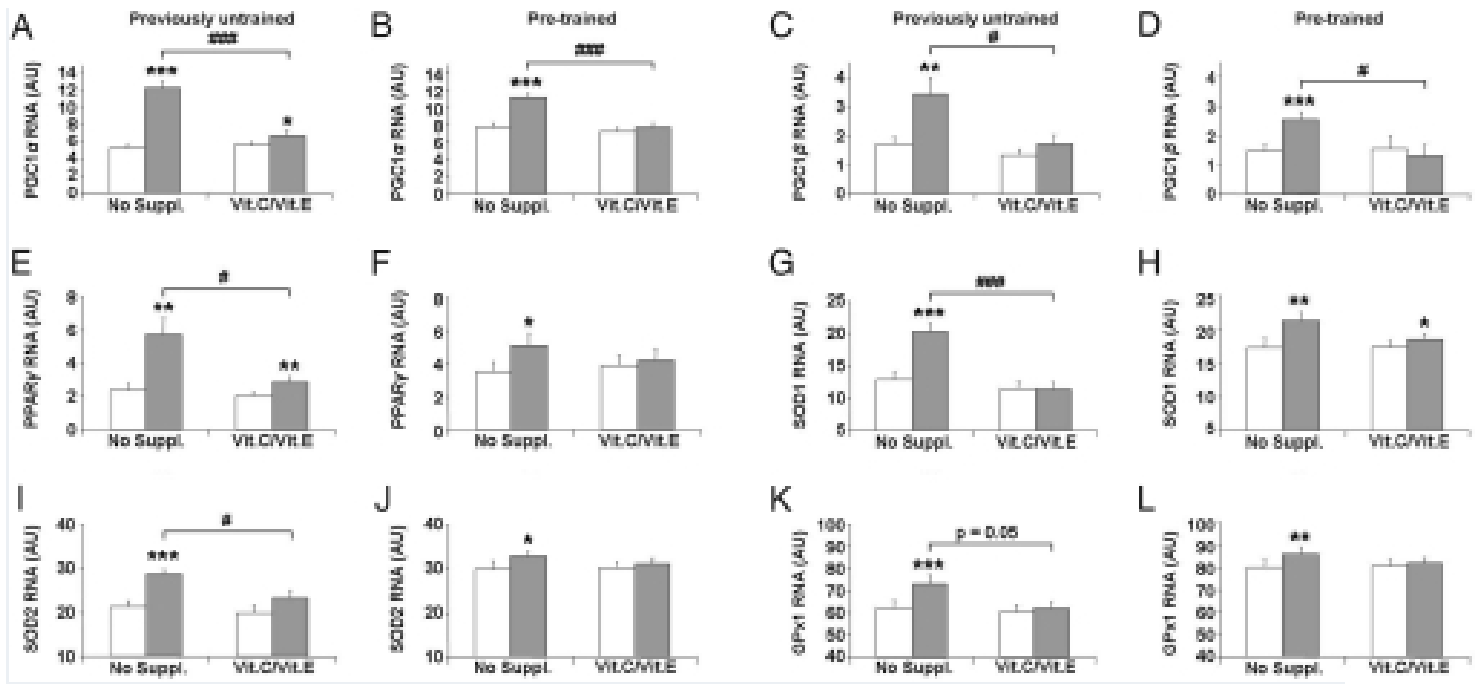 A
Previously untrained
###
PGC1α RNA (AU)
14
12
10
8
6
4
2
0
***
*
No Suppl.
Vit.C/Vit.E
B
Pre-trained
###
PGC1α RNA (AU)
14
12
10
8
6
4
2
0
***
No Suppl.
Vit.C/Vit.E
C
Previously untrained
#
PGC1β RNA (AU)
4
3
2
1
0
**
No Suppl.
Vit.C/Vit.E
D
Pre-trained
#
PGC1β RNA (AU)
4
3
2
1
0
***
No Suppl.
Vit.C/Vit.E
E
#
PPARγ RNA (AU)
8
6
4
2
0
**
**
No Suppl.
Vit.C/Vit.E
F
PPARγ RNA (AU)
8
6
4
2
0
*
No Suppl.
Vit.C/Vit.E
G
###
SOD1 RNA (AU)
25
20
15
10
5
***
No Suppl.
Vit.C/Vit.E
H
SOD1 RNA (AU)
25
20
15
10
5
**
*
No Suppl.
Vit.C/Vit.E
I
#
SOD2 RNA (AU)
40
30
20
10
***
No Suppl.
Vit.C/Vit.E
J
SOD2 RNA (AU)
40
30
20
10
*
No Suppl.
Vit.C/Vit.E
K
p = 0.05
GPx1 RNA (AU)
100
90
80
70
60
50
40
***
No Suppl.
Vit.C/Vit.E
L
GPx1 RNA (AU)
100
90
80
70
60
50
40
**
No Suppl.
Vit.C/Vit.E